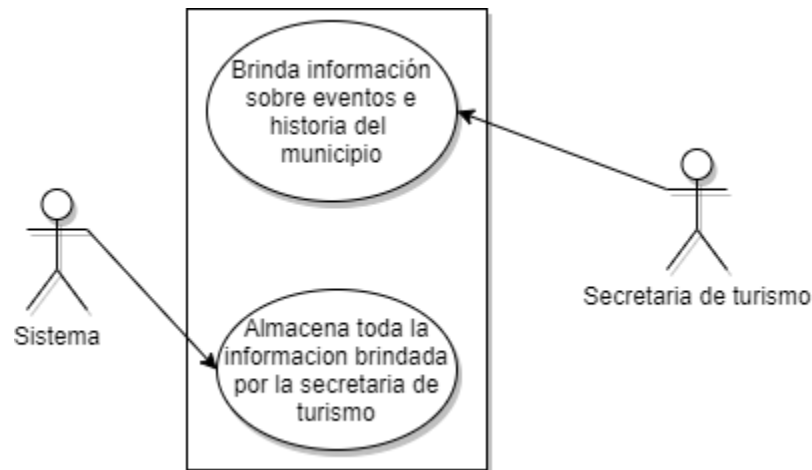 Brinda información
sobre eventos e
historia del
municipio
Secretaria de turismo
Sistema
Almacena toda la
informacion brindada
por la secretaria de
turismo